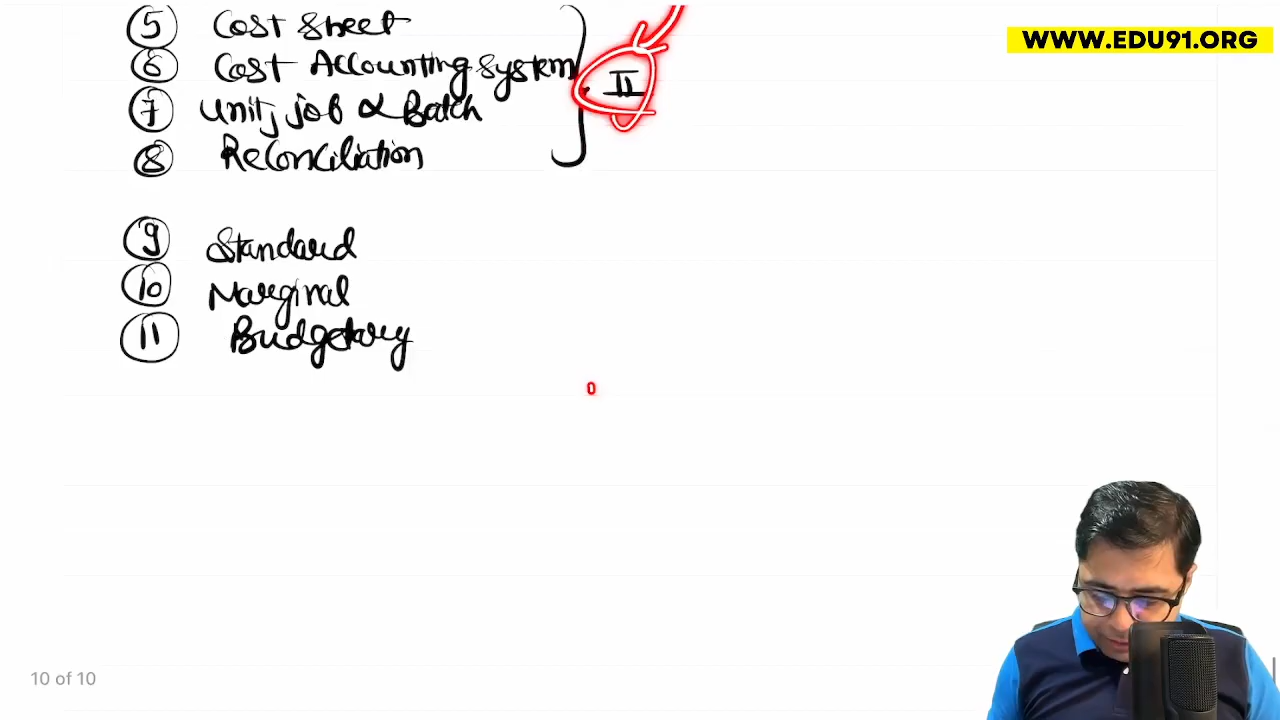 WWW.EDU91.ORG
5 Cost Sheet
6 Cost Accounting System
7 Unit, job & Batch
8 Reconciliation
II
9 Standard
10 Marginal
11 Budgetary
10 of 10